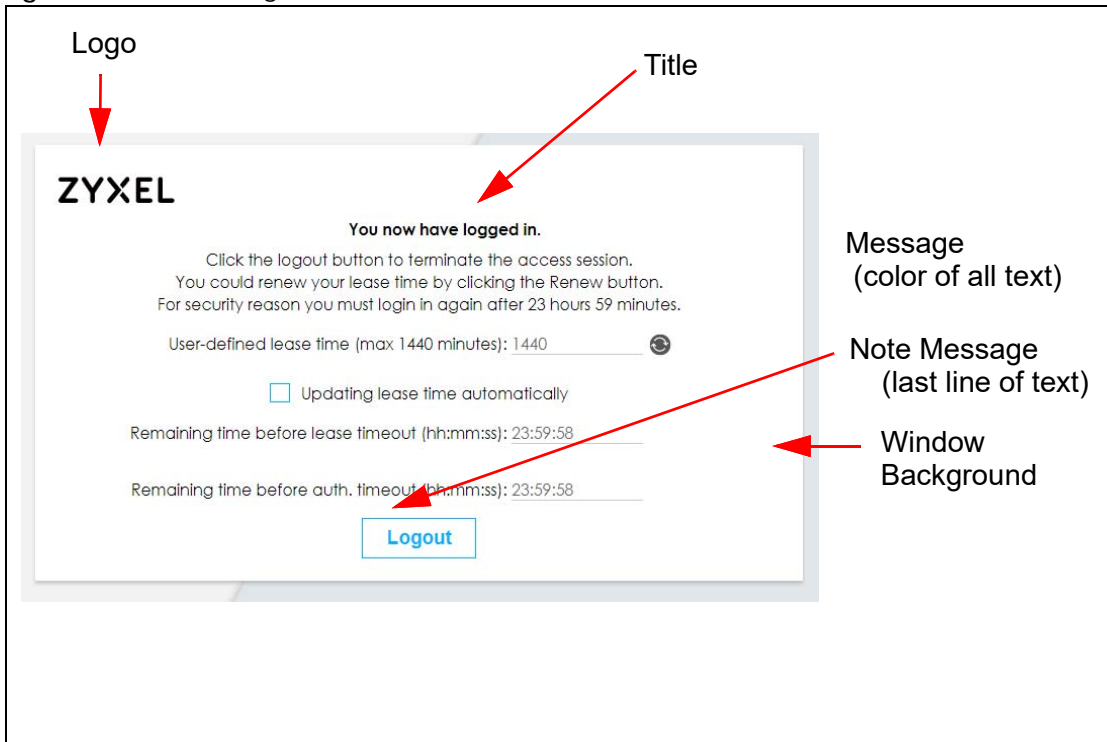 Logo
Title
ZYXEL
You now have logged in.
Click the logout button to terminate the access session.
You could renew your lease time by clicking the Renew button.
For security reason you must login in again after 23 hours 59 minutes.
User-defined lease time (max 1440 minutes): 1440
Updating lease time automatically
Remaining time before lease timeout (hh:mm:ss): 23:59:58
Remaining time before auth. timeout (hh:mm:ss): 23:59:58
Logout
Message
(color of all text)
Note Message
(last line of text)
Window
Background